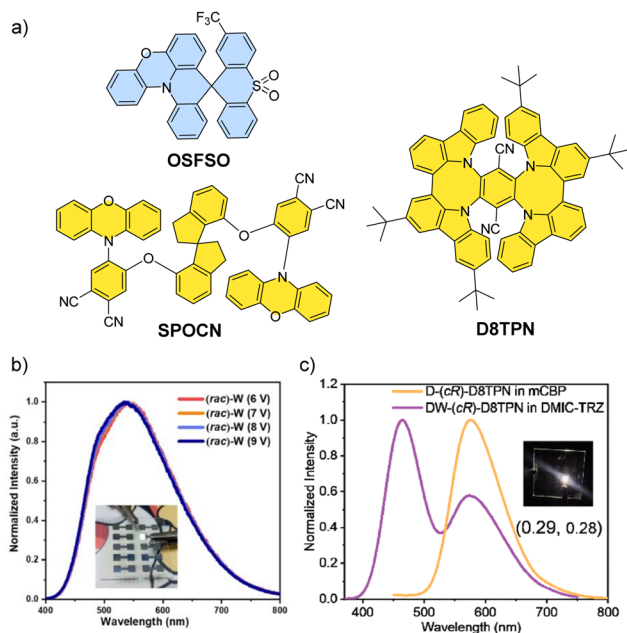 a)
F₃C
O
N
S
O
O
OSFSO
O
N
O
CN
CN
CN
CN
O
N
O
SPOCN
N
CN
N
N
CN
N
D8TPN
b)
Normalized Intensity (a.u.)
1.0
0.8
0.6
0.4
0.2
0.0
(rac)-W (6 V)
(rac)-W (7 V)
(rac)-W (8 V)
(rac)-W (9 V)
400 500 600 700 800
Wavelength (nm)
c)
Normalized Intensity
1.2
1.0
0.8
0.6
0.4
0.2
0.0
D-(cR)-D8TPN in mCBP
DW-(cR)-D8TPN in DMIC-TRZ
(0.29, 0.28)
400 500 600 700 800
Wavelength (nm)